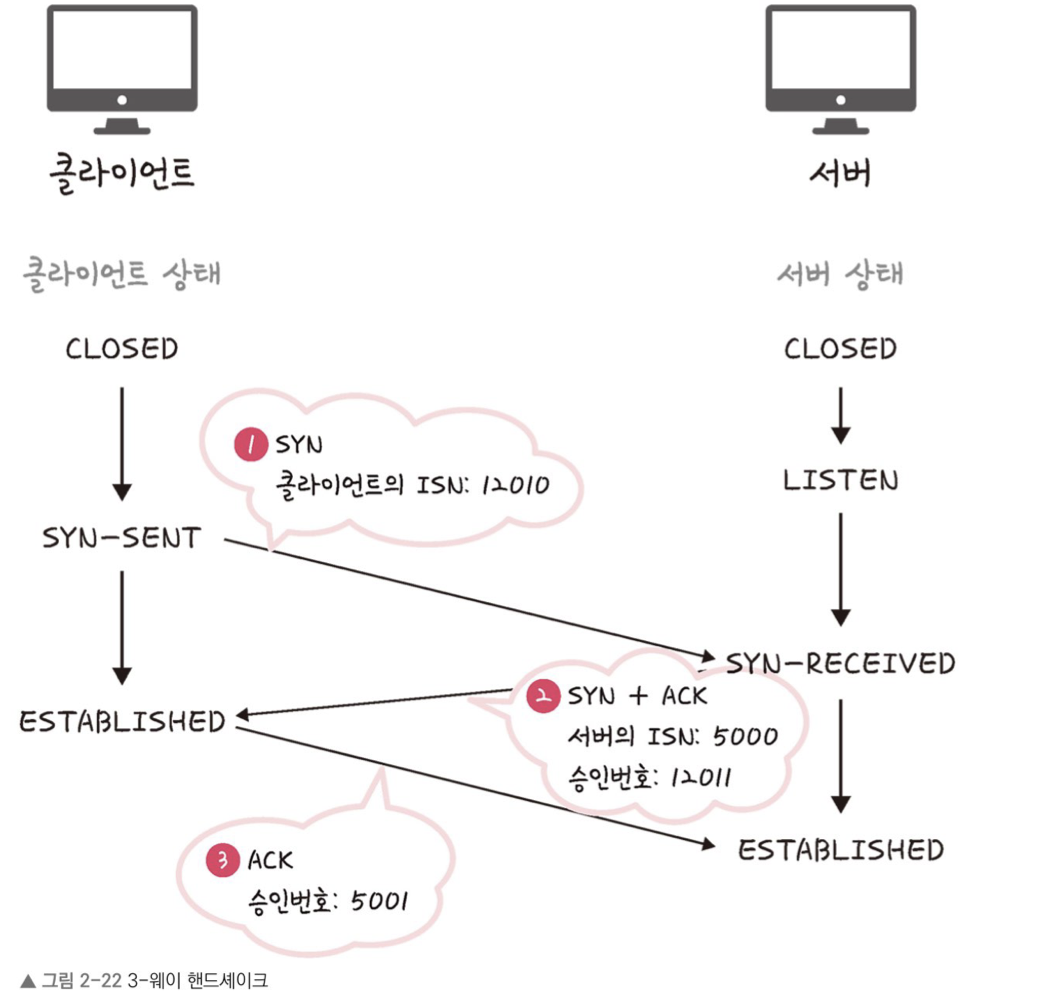 클라이언트
서버
클라이언트 상태
서버 상태
CLOSED
CLOSED
1 SYN
클라이언트의 ISN: 12010
LISTEN
SYN-SENT
SYN-RECEIVED
2 SYN + ACK
ESTABLISHED
서버의 ISN: 5000
승인번호: 12011
3 ACK
승인번호: 5001
ESTABLISHED
▲ 그림 2-22 3-웨이 핸드셰이크